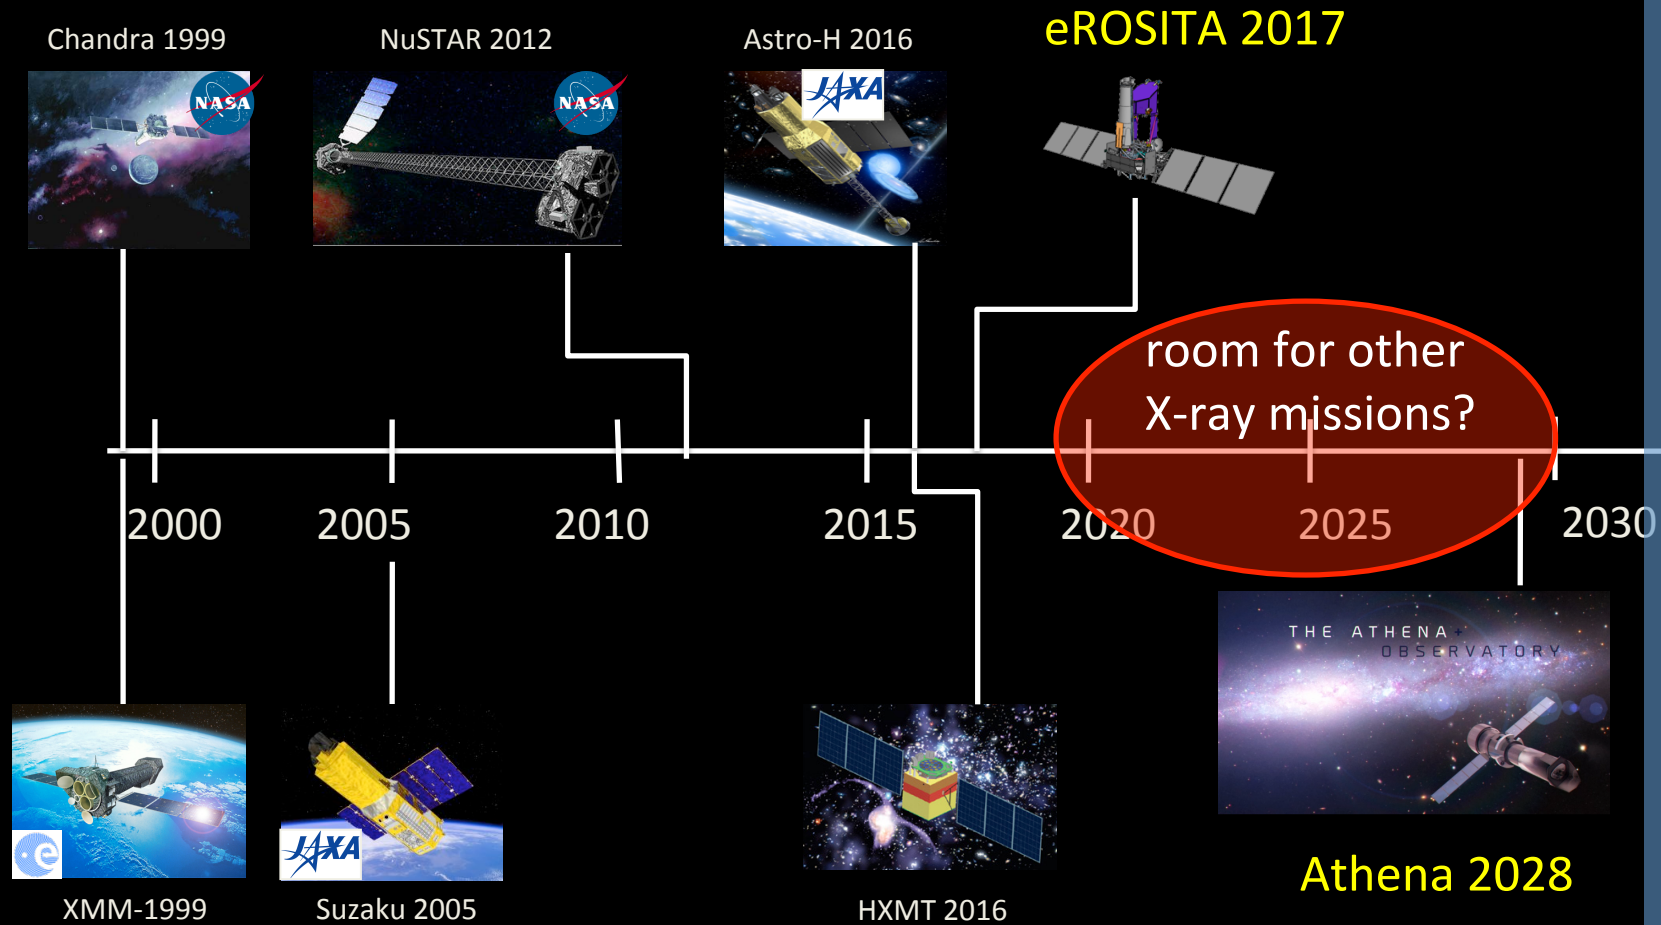 Chandra 1999
NuSTAR 2012
Astro-H 2016
eROSITA 2017
NASA
NASA
JAXA
room for other
X-ray missions?
2000
2005
2010
2015
2020
2025
2030
THE ATHENA+
OBSERVATORY
JAXA
e
XMM-1999
Suzaku 2005
HXMT 2016
Athena 2028